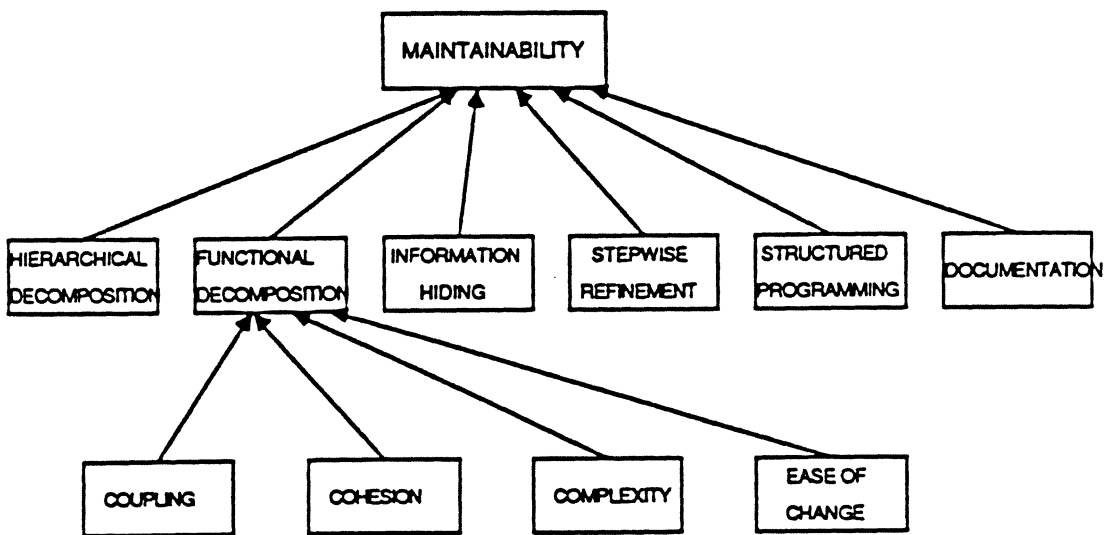 MAINTAINABILITY
HIERARCHICAL
DECOMPOSITION
FUNCTIONAL
DECOMPOSITION
INFORMATION
HIDING
STEPWISE
REFINEMENT
STRUCTURED
PROGRAMMING
DOCUMENTATION
COUPLING
COHESION
COMPLEXITY
EASE OF
CHANGE